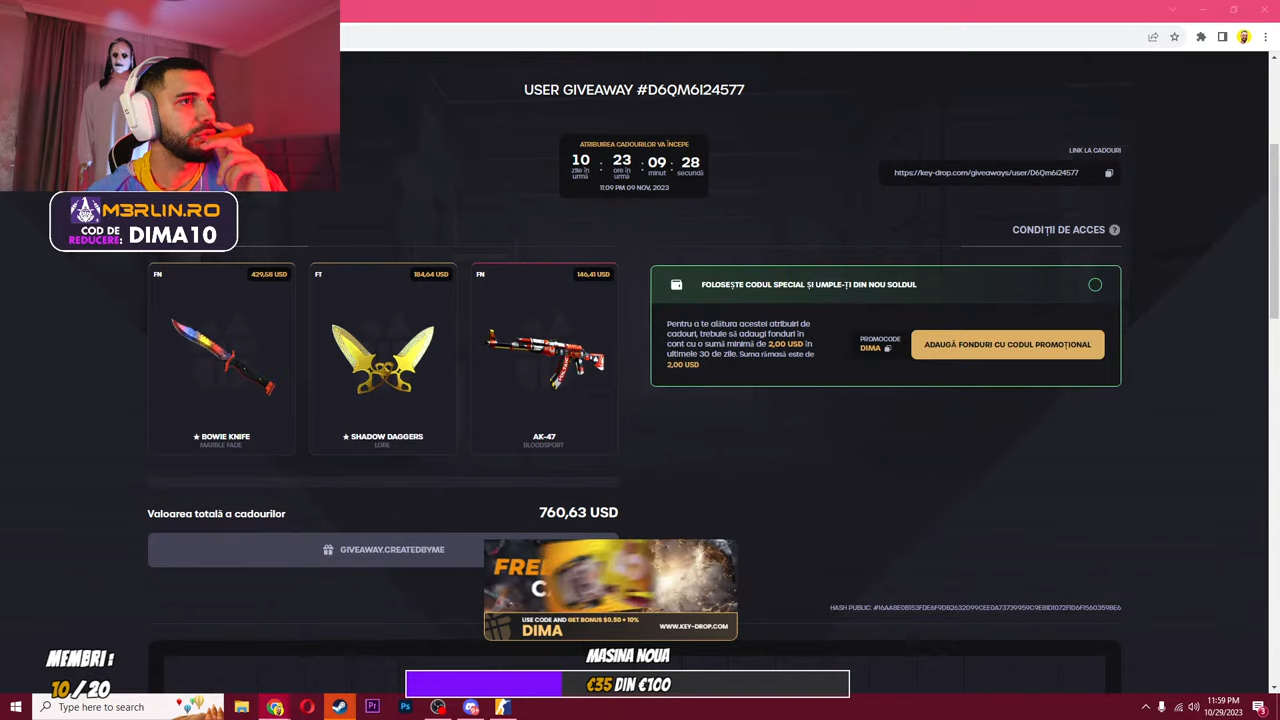 USER GIVEAWAY #D6QM6I24577
ATRIBUIREA CADOURILOR VA ÎNCEPE
10 : 23 : 09 : 28
zile în urmă
ore în urmă
minut
secundă
11:09 PM 09 NOV, 2023
LINK LA CADOURI
https://key-drop.com/giveaways/user/D6Qm6i24577
M3RLIN.RO
COD DE
REDUCERE: DIMA10
CONDIȚII DE ACCES ?
FN
429,58 USD
FT
184,64 USD
FN
146,41 USD
★ BOWIE KNIFE
MARBLE FADE
★ SHADOW DAGGERS
LORE
AK-47
BLOODSPORT
FOLOSEȘTE CODUL SPECIAL ȘI UMPLE-ȚI DIN NOU SOLDUL
Pentru a te alătura acestei atribuiri de
cadouri, trebuie să adaugi fonduri în
cont cu o sumă minimă de 2,00 USD în
ultimele 30 de zile. Suma rămasă este de
2,00 USD
PROMOCODE
DIMA
ADAUGĂ FONDURI CU CODUL PROMOȚIONAL
Valoarea totală a cadourilor
760,63 USD
GIVEAWAY.CREATEDBYME
FREE
USE CODE AND GET BONUS $0.50 + 10%
DIMA
WWW.KEY-DROP.COM
MASINA NOUA
€35 DIN €100
MEMBRI :
10 / 20
Type here to search
11:59 PM
10/29/2023
3